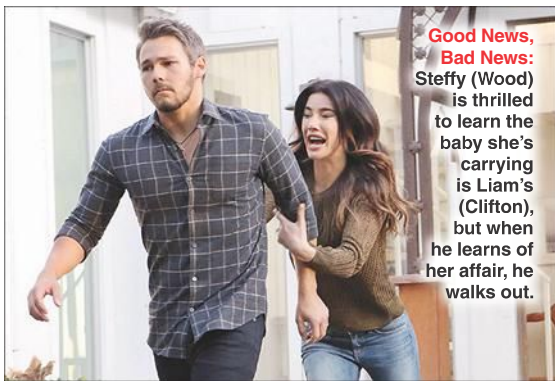 Good News,
Bad News:
Steffy (Wood)
is thrilled
to learn the
baby she's
carrying
is Liam's
(Clifton),
but when
he learns of
her affair, he
walks out.